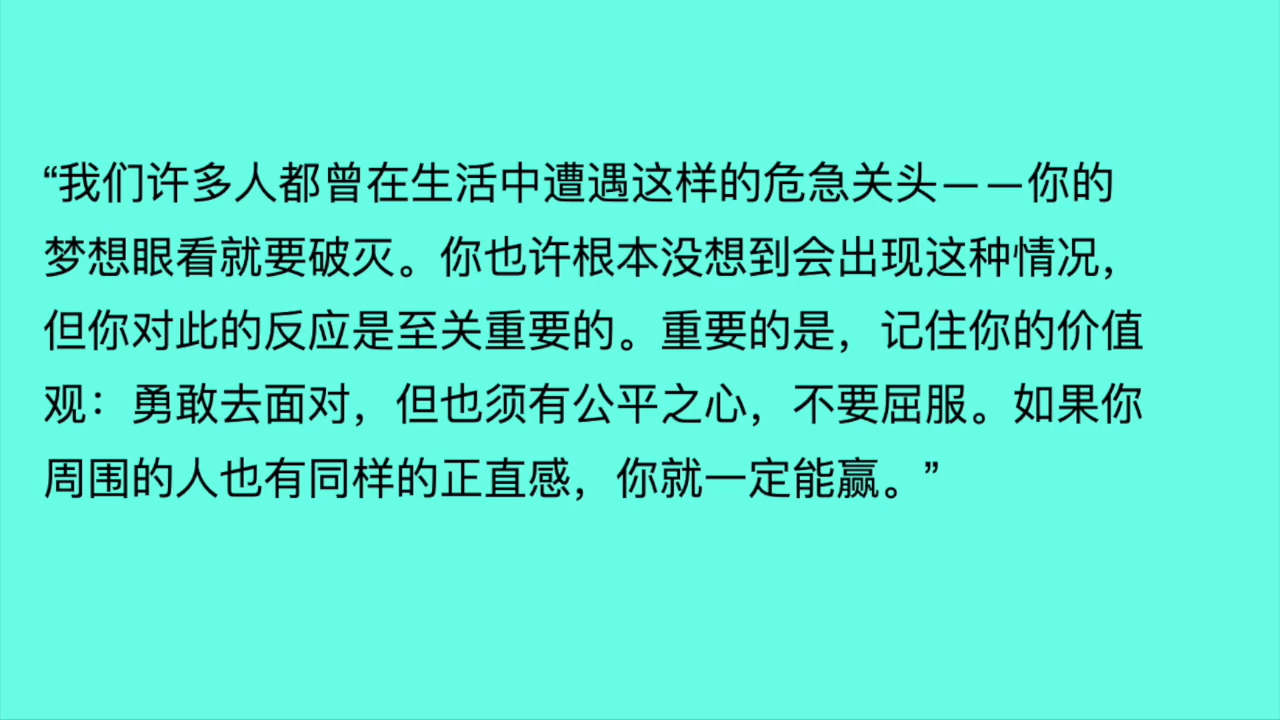 “我们许多人都曾在生活中遭遇这样的危急关头——你的
梦想眼看就要破灭。你也许根本没想到会出现这种情况，
但你对此的反应是至关重要的。重要的是，记住你的价值
观：勇敢去面对，但也须有公平之心，不要屈服。如果你
周围的人也有同样的正直感，你就一定能赢。”